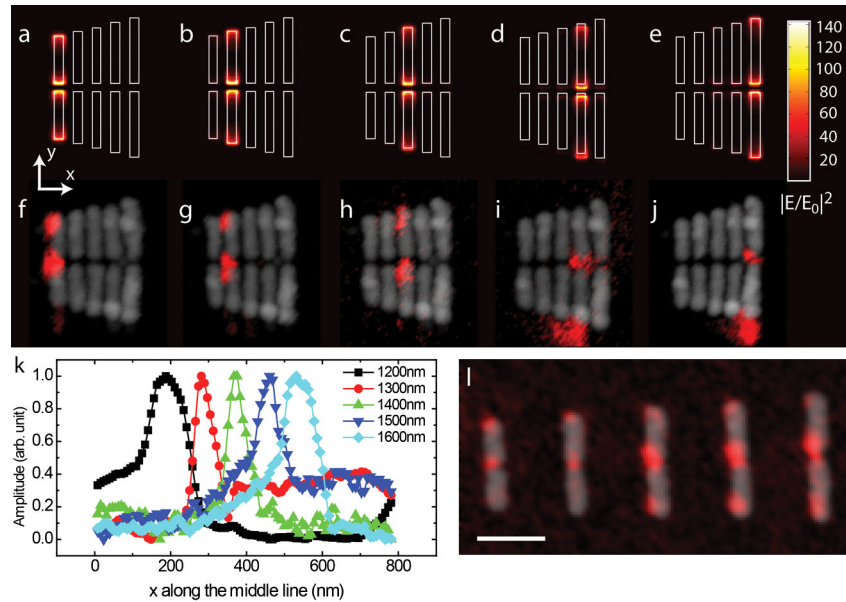 a b c d e
140
120
100
80
60
40
20
|E/E₀|²
y
x
f g h i j
k
1.0
0.8
0.6
0.4
0.2
0.0
Amplitude (arb. unit)
1200nm
1300nm
1400nm
1500nm
1600nm
0 200 400 600 800
x along the middle line (nm)
l